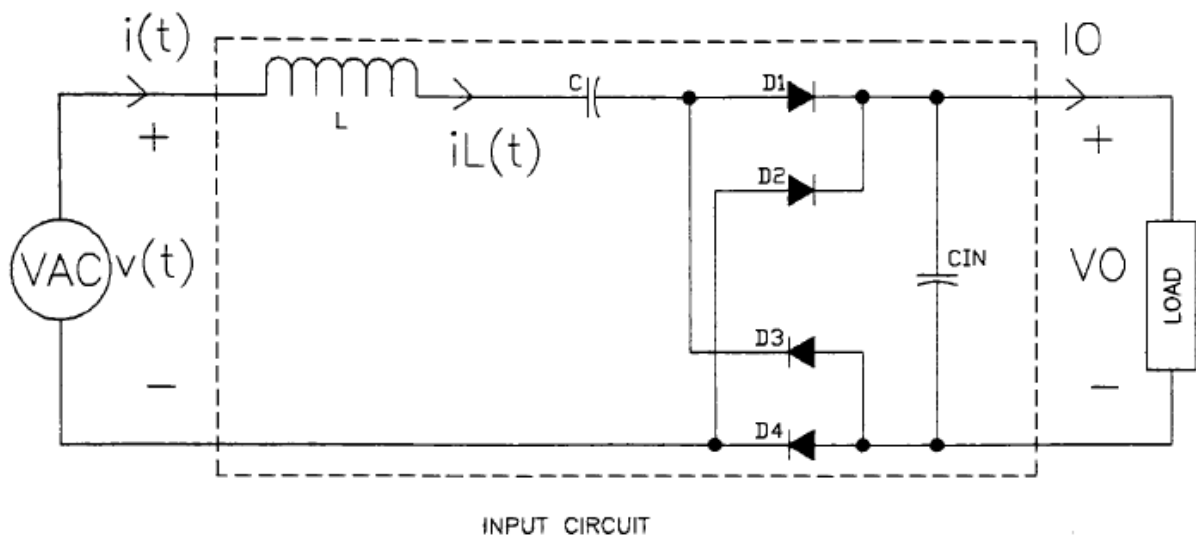 i(t)
IO
L
C
D1
iL(t)
+
+
D2
VAC
v(t)
CIN
VO
LOAD
D3
−
−
D4
INPUT CIRCUIT